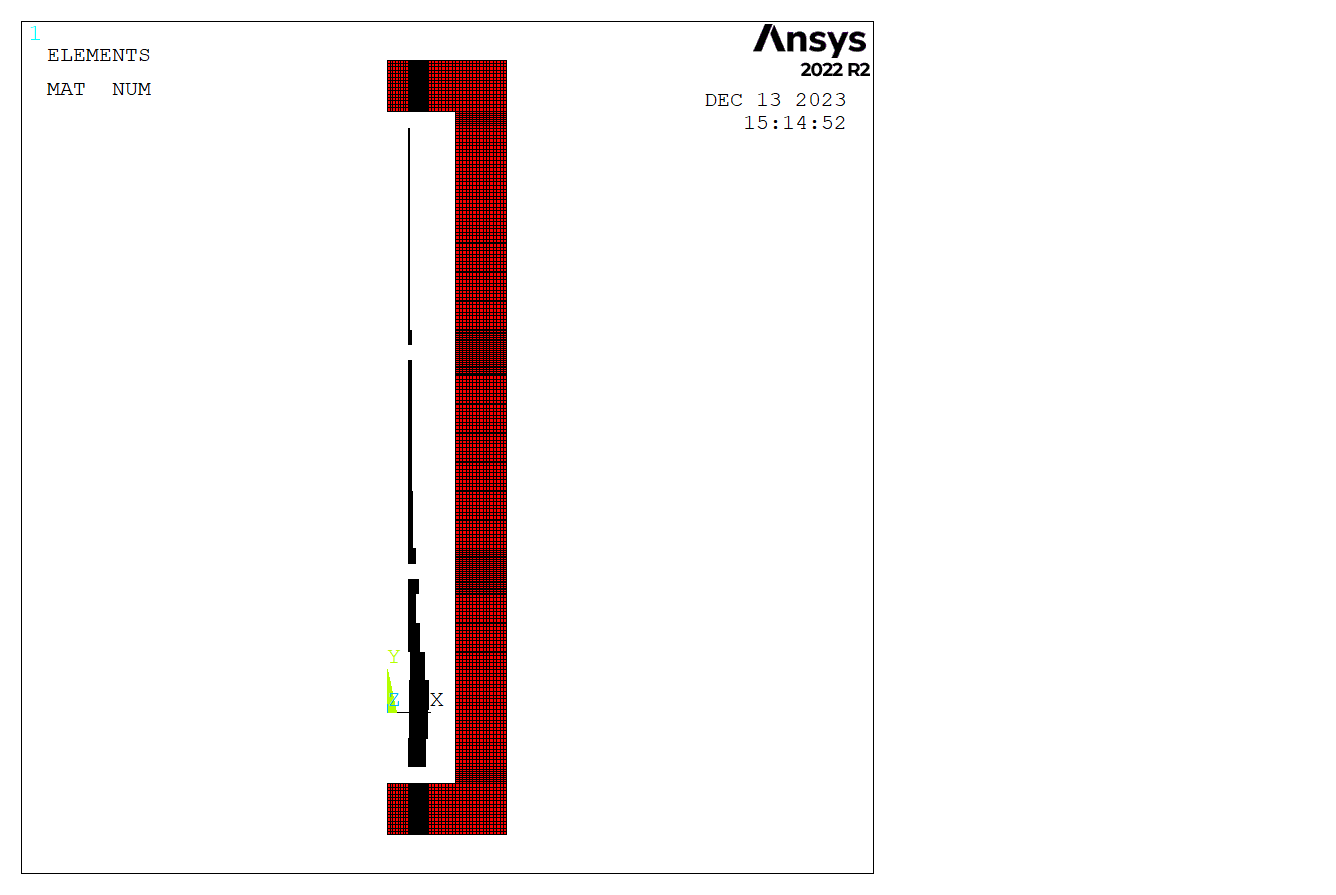 1
ELEMENTS
MAT NUM
Ansys
2022 R2
DEC 13 2023
15:14:52
Y
Z X